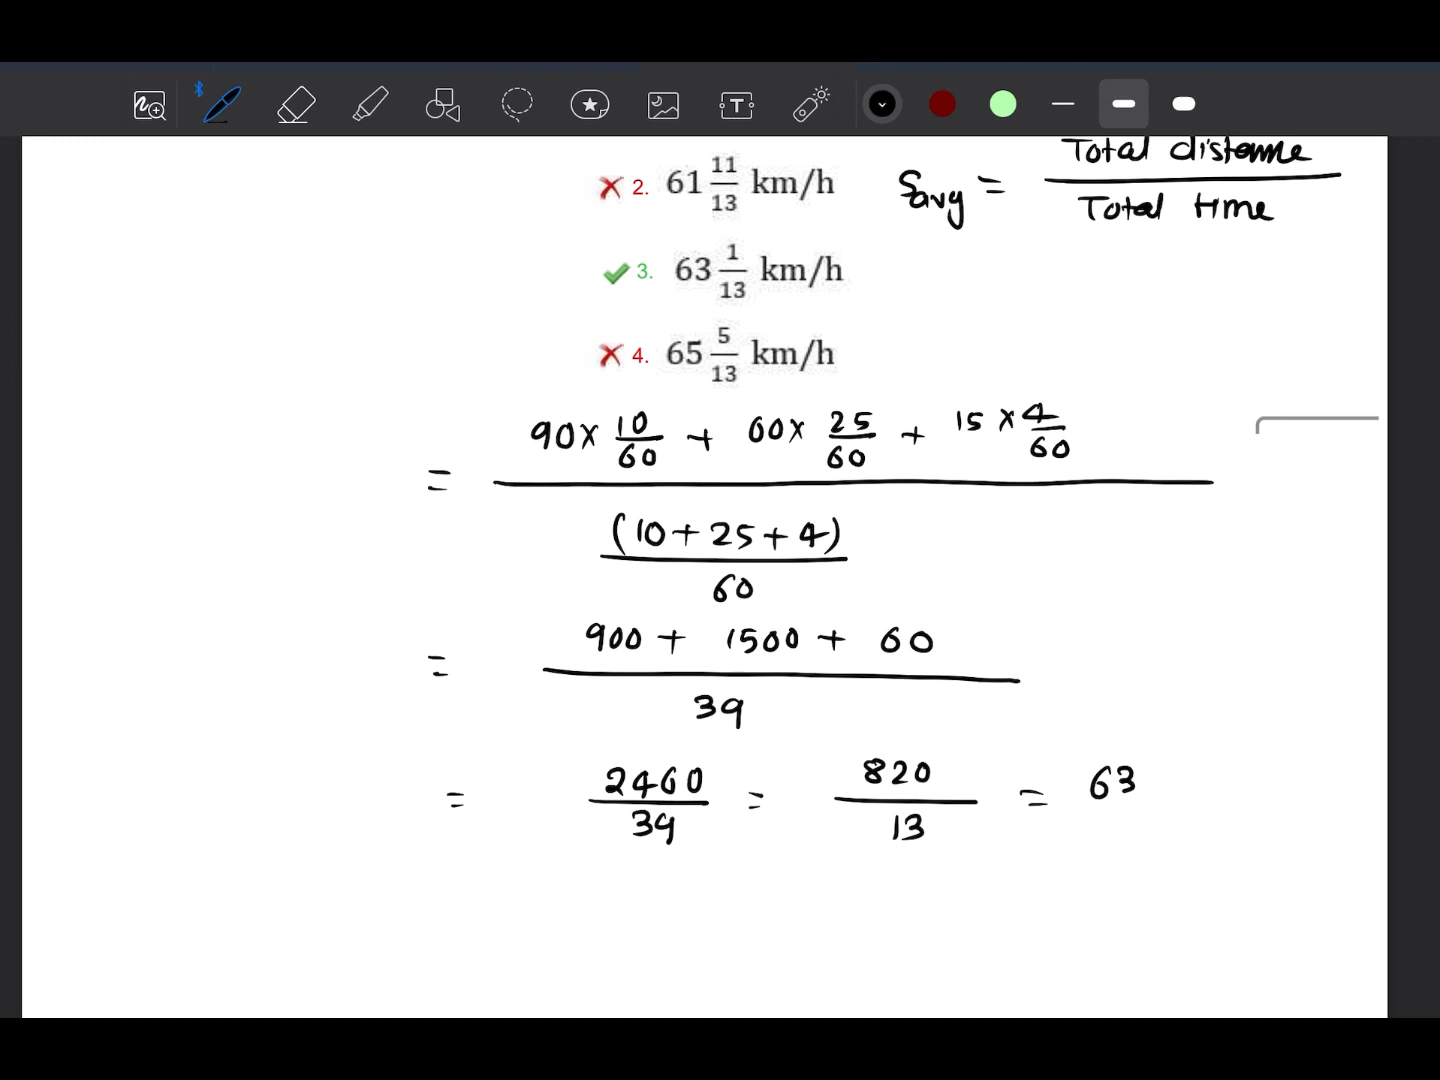 Total distance
2. 61 11/13 km/h
Savg = Total time
3. 63 1/13 km/h
4. 65 5/13 km/h
= 90 × 10/60 + 60 × 25/60 + 15 × 4/60
(10 + 25 + 4)
60
= 900 + 1500 + 60
39
= 2460/39 = 820/13 = 63